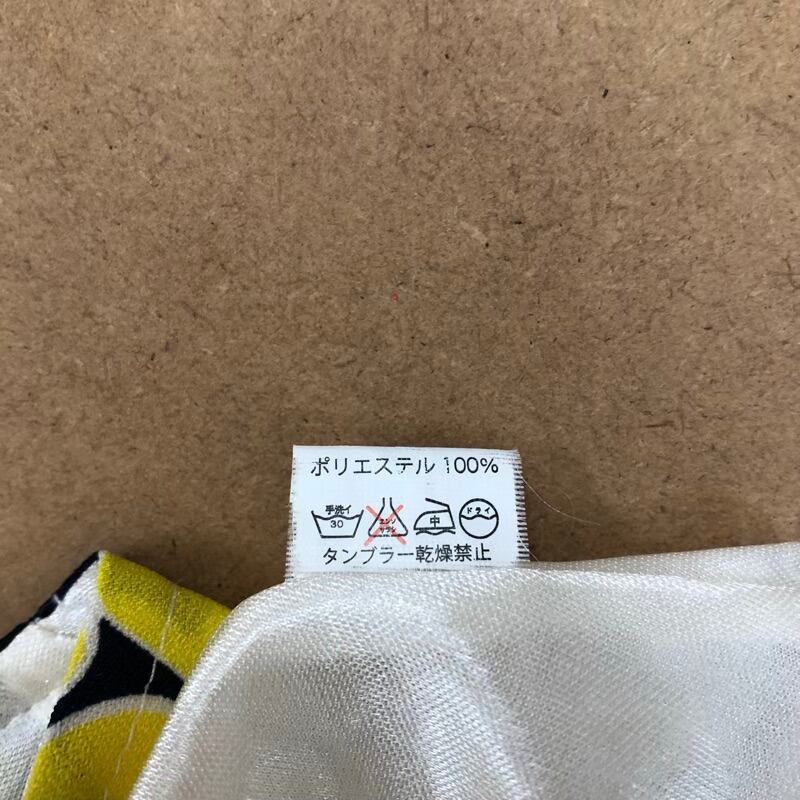 ポリエステル 100%
手洗イ 30 エンソ サラシ 中 ドライ
タンブラー乾燥禁止